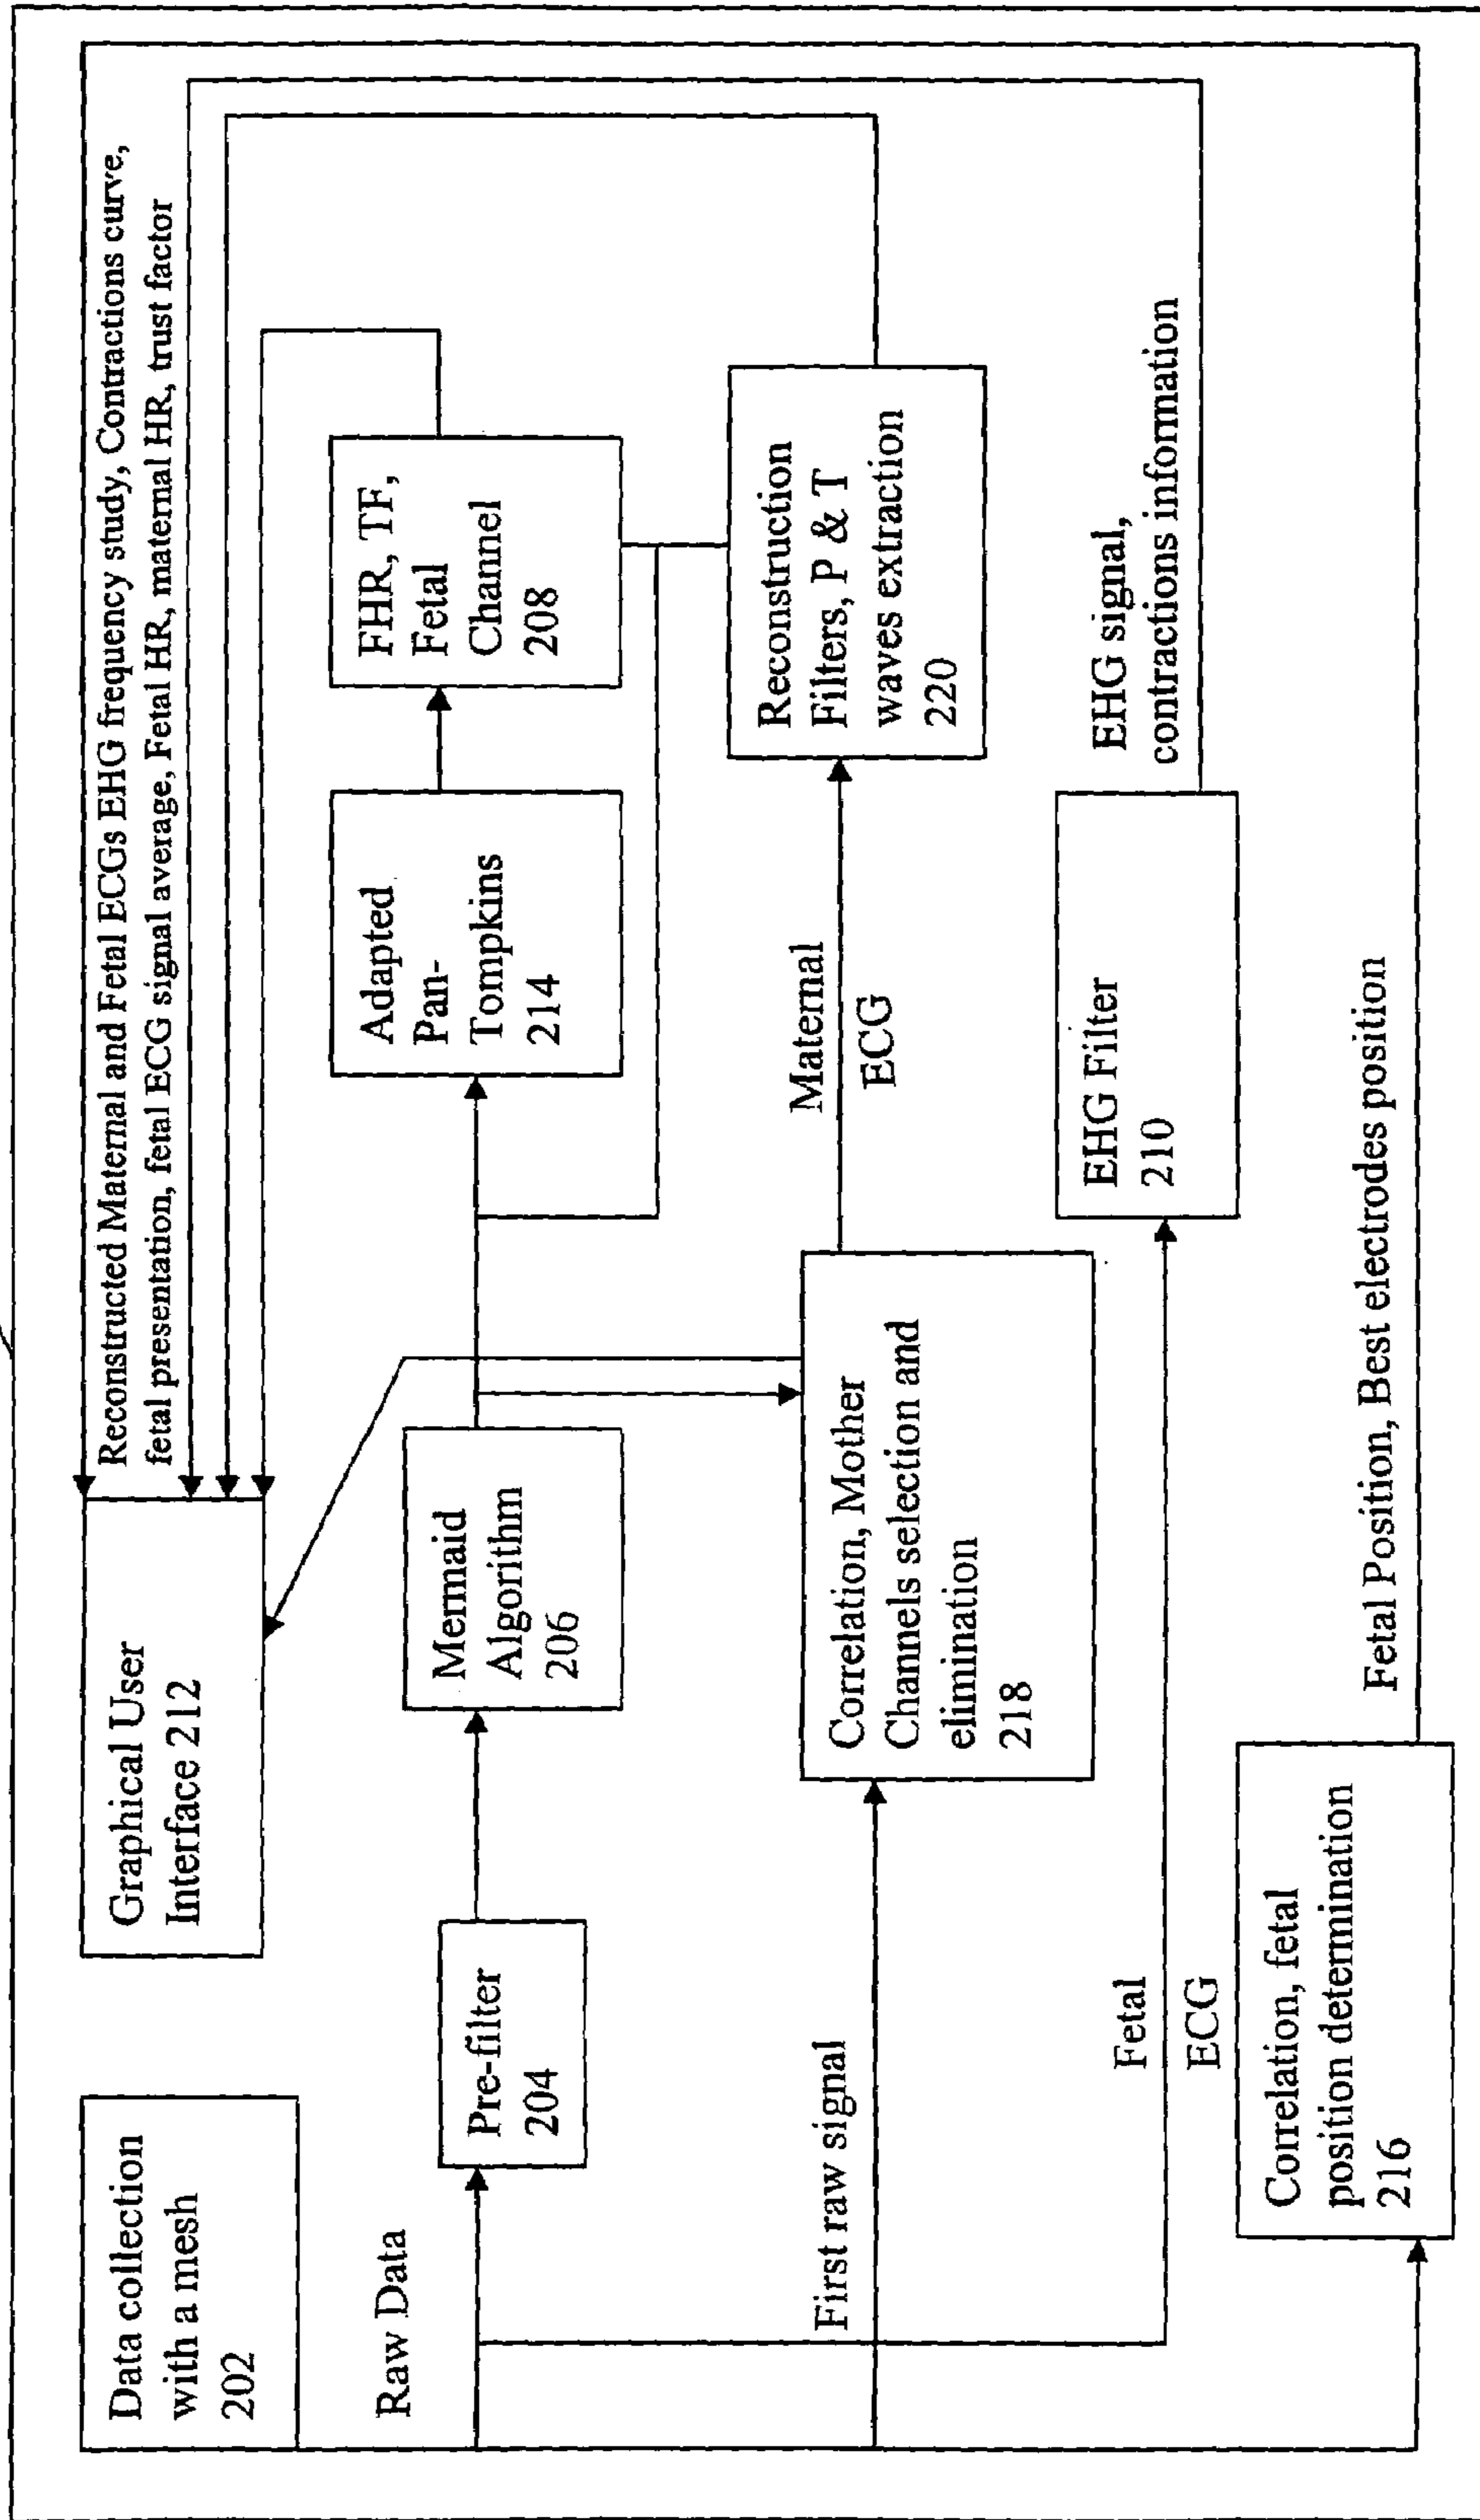 Data collection
with a mesh
202
Graphical User
Interface 212
Reconstructed Maternal and Fetal ECGs EHG frequency study, Contractions curve,
fetal presentation, fetal ECG signal average, Fetal HR, maternal HR, trust factor
Raw Data
Pre-filter
204
Mermaid
Algorithm
206
Adapted
Pan-
Tompkins
214
FHR, TF,
Fetal
Channel
208
First raw signal
Correlation, Mother
Channels selection and
elimination
218
Maternal
ECG
Reconstruction
Filters, P & T
waves extraction
220
Fetal
ECG
EHG Filter
210
EHG signal,
contractions information
Correlation, fetal
position determination
216
Fetal Position, Best electrodes position